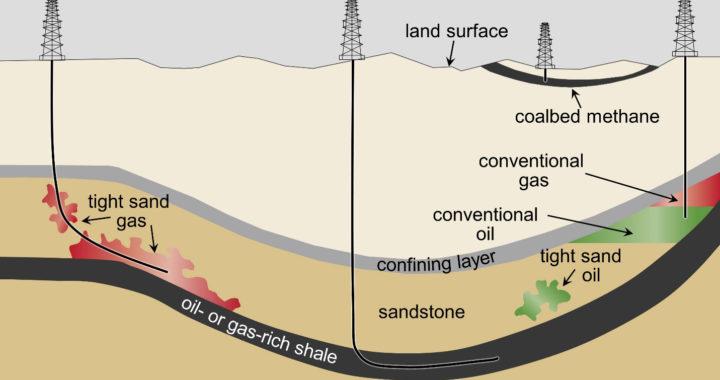 land surface
coalbed methane
conventional
gas
tight sand
gas
conventional
oil
confining layer
tight sand
oil
sandstone
oil- or gas-rich shale